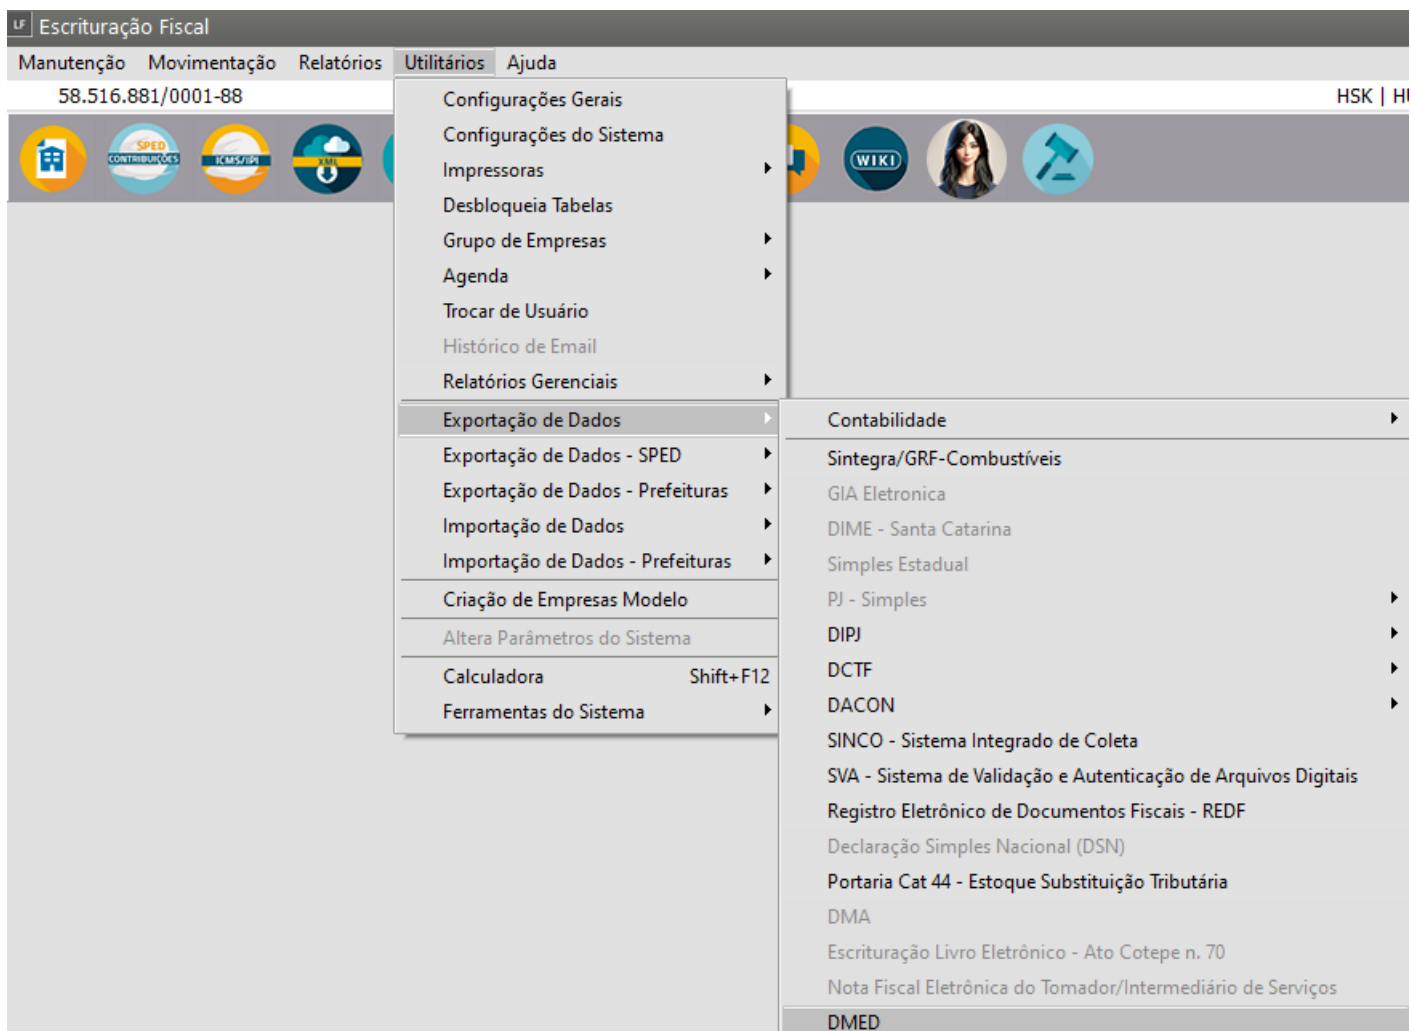 LF Escrituração Fiscal
Manutenção Movimentação Relatórios Utilitários Ajuda
58.516.881/0001-88
HSK | HU
SPED CONTRIBUIÇÕES
ICMS/IPI
XML
WIKI
Configurações Gerais
Configurações do Sistema
Impressoras
Desbloqueia Tabelas
Grupo de Empresas
Agenda
Trocar de Usuário
Histórico de Email
Relatórios Gerenciais
Exportação de Dados
Exportação de Dados - SPED
Exportação de Dados - Prefeituras
Importação de Dados
Importação de Dados - Prefeituras
Criação de Empresas Modelo
Altera Parâmetros do Sistema
Calculadora Shift+F12
Ferramentas do Sistema
Contabilidade
Sintegra/GRF-Combustíveis
GIA Eletronica
DIME - Santa Catarina
Simples Estadual
PJ - Simples
DIPJ
DCTF
DACON
SINCO - Sistema Integrado de Coleta
SVA - Sistema de Validação e Autenticação de Arquivos Digitais
Registro Eletrônico de Documentos Fiscais - REDF
Declaração Simples Nacional (DSN)
Portaria Cat 44 - Estoque Substituição Tributária
DMA
Escrituração Livro Eletrônico - Ato Cotepe n. 70
Nota Fiscal Eletrônica do Tomador/Intermediário de Serviços
DMED